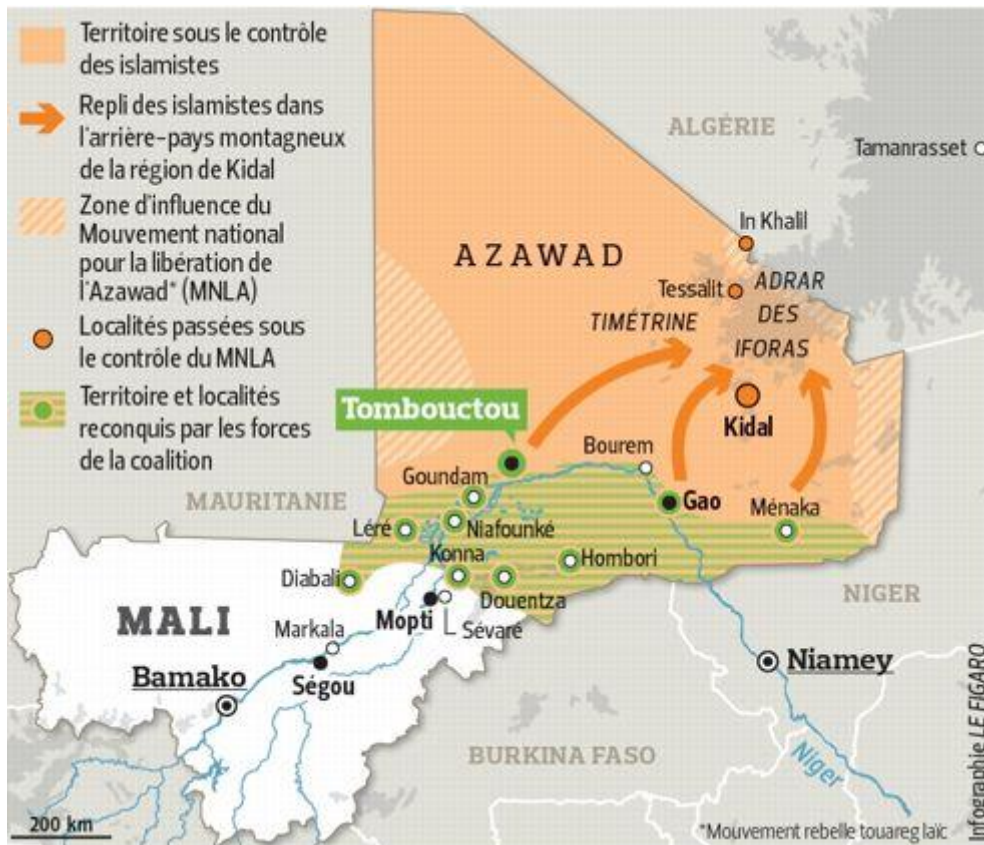 Territoire sous le contrôle
des islamistes
Repli des islamistes dans
l'arrière-pays montagneux
de la région de Kidal
Zone d'influence du
Mouvement national
pour la libération de
l'Azawad* (MNLA)
Localités passées sous
le contrôle du MNLA
Territoire et localités
reconquis par les forces
de la coalition
ALGÉRIE
Tamanrasset
In Khalil
AZAWAD
Tessalit
ADRAR
DES
IFORAS
TIMÉTRINE
Kidal
Tombouctou
Bourem
Goundam
Gao
Ménaka
MAURITANIE
Léré
Niafounké
Konna
Hombori
Diabali
Douentza
NIGER
MALI
Mopti
Sévaré
Markala
Bamako
Ségou
Niamey
BURKINA FASO
Niger
200 km
*Mouvement rebelle touareg laïc
Infographie LE FIGARO